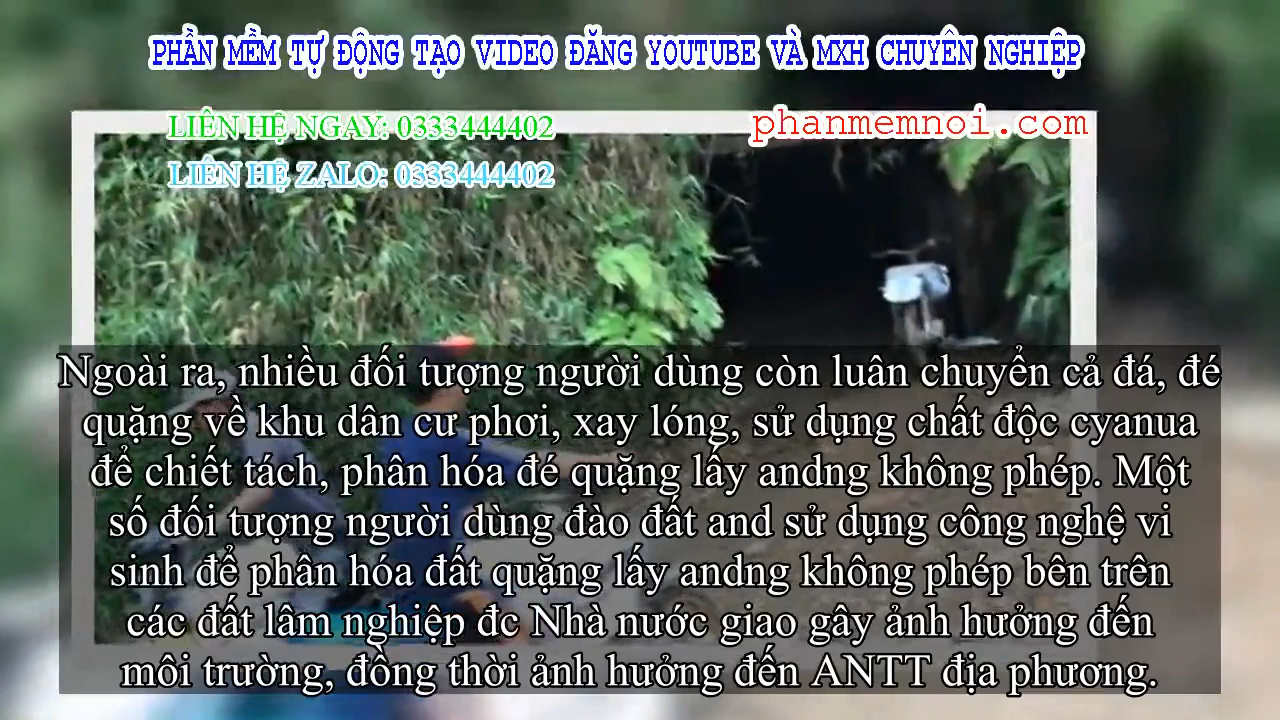 PHẦN MỀM TỰ ĐỘNG TẠO VIDEO ĐĂNG YOUTUBE VÀ MXH CHUYÊN NGHIỆP
LIÊN HỆ NGAY: 0333444402
phanmemnoi.com
LIÊN HỆ ZALO: 0333444402
Ngoài ra, nhiều đối tượng người dùng còn luân chuyển cả đá, đé
quặng về khu dân cư phơi, xay lóng, sử dụng chất độc cyanua
để chiết tách, phân hóa đé quặng lấy andng không phép. Một
số đối tượng người dùng đào đất and sử dụng công nghệ vi
sinh để phân hóa đất quặng lấy andng không phép bên trên
các đất lâm nghiệp đc Nhà nước giao gây ảnh hưởng đến
môi trường, đồng thời ảnh hưởng đến ANTT địa phương.